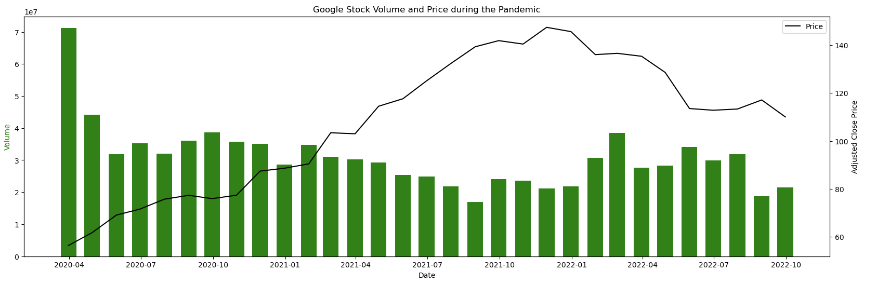 Google Stock Volume and Price during the Pandemic
1e7
Price
7
6
5
4
3
2
1
0
Volume
140
120
100
80
60
Adjusted Close Price
2020-04 2020-07 2020-10 2021-01 2021-04 2021-07 2021-10 2022-01 2022-04 2022-07 2022-10
Date